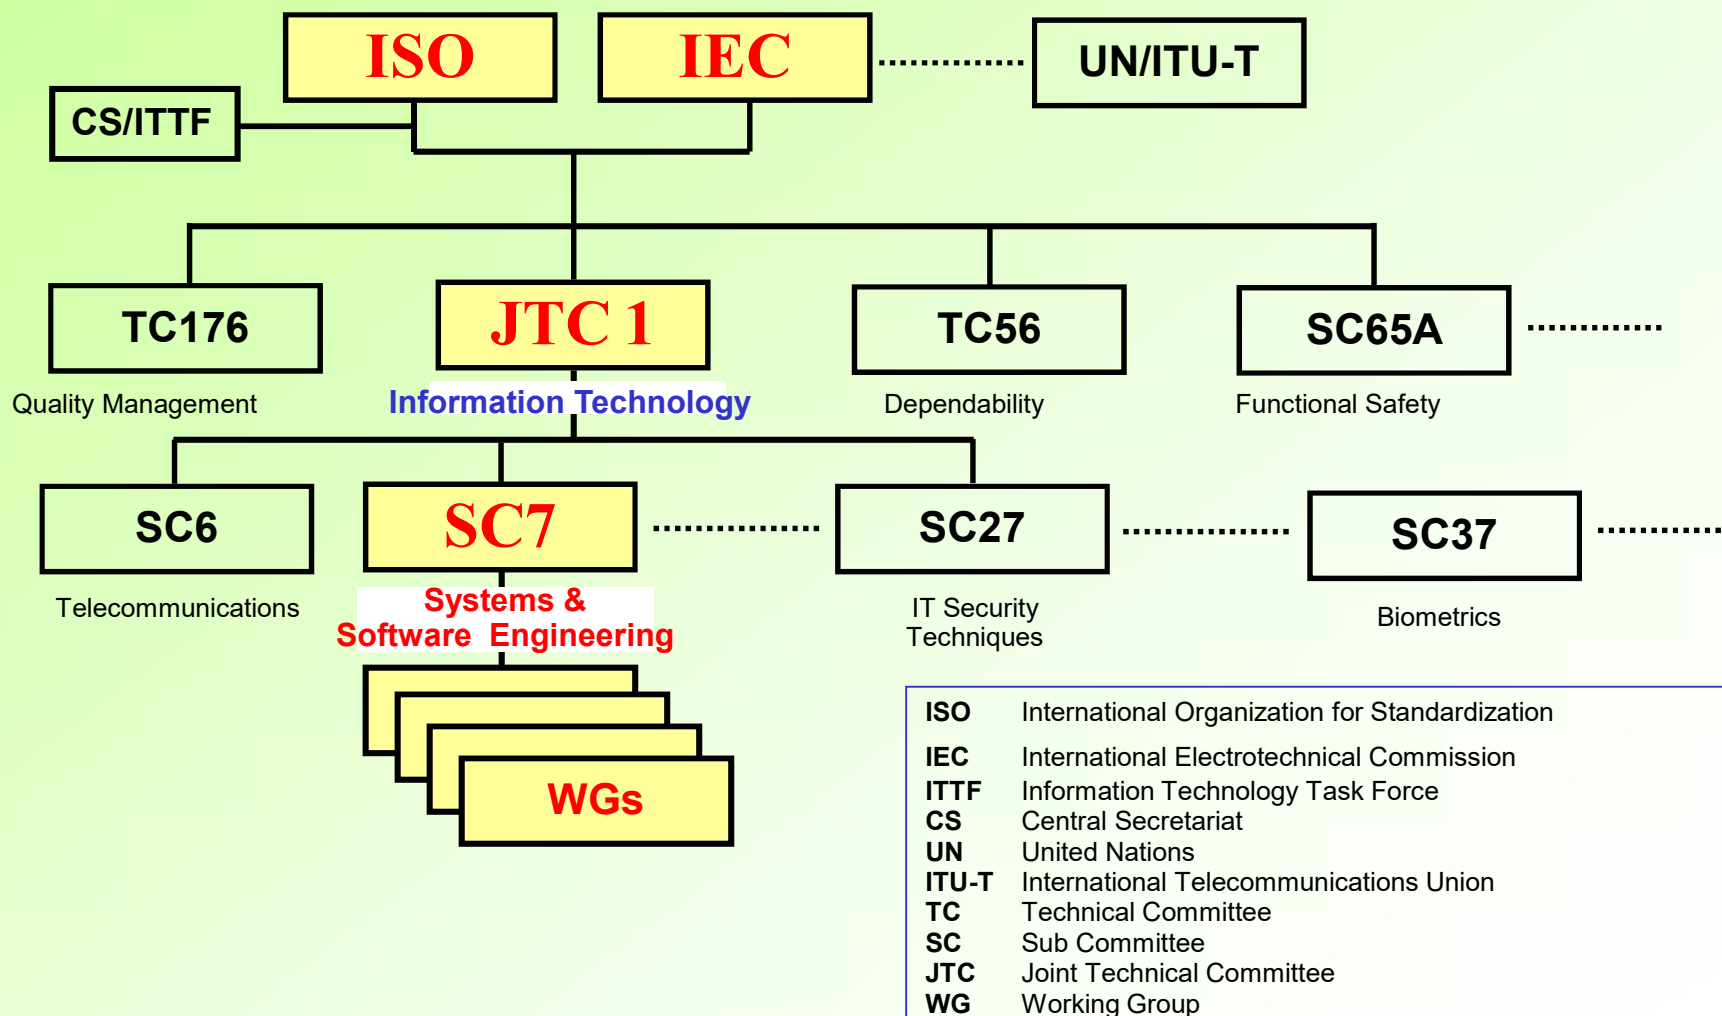 ISO
IEC
UN/ITU-T
CS/ITTF
TC176
JTC 1
TC56
SC65A
Quality Management
Information Technology
Dependability
Functional Safety
SC6
SC7
SC27
SC37
Telecommunications
Systems &
Software Engineering
IT Security
Techniques
Biometrics
WGs
ISO International Organization for Standardization
IEC International Electrotechnical Commission
ITTF Information Technology Task Force
CS Central Secretariat
UN United Nations
ITU-T International Telecommunications Union
TC Technical Committee
SC Sub Committee
JTC Joint Technical Committee
WG Working Group